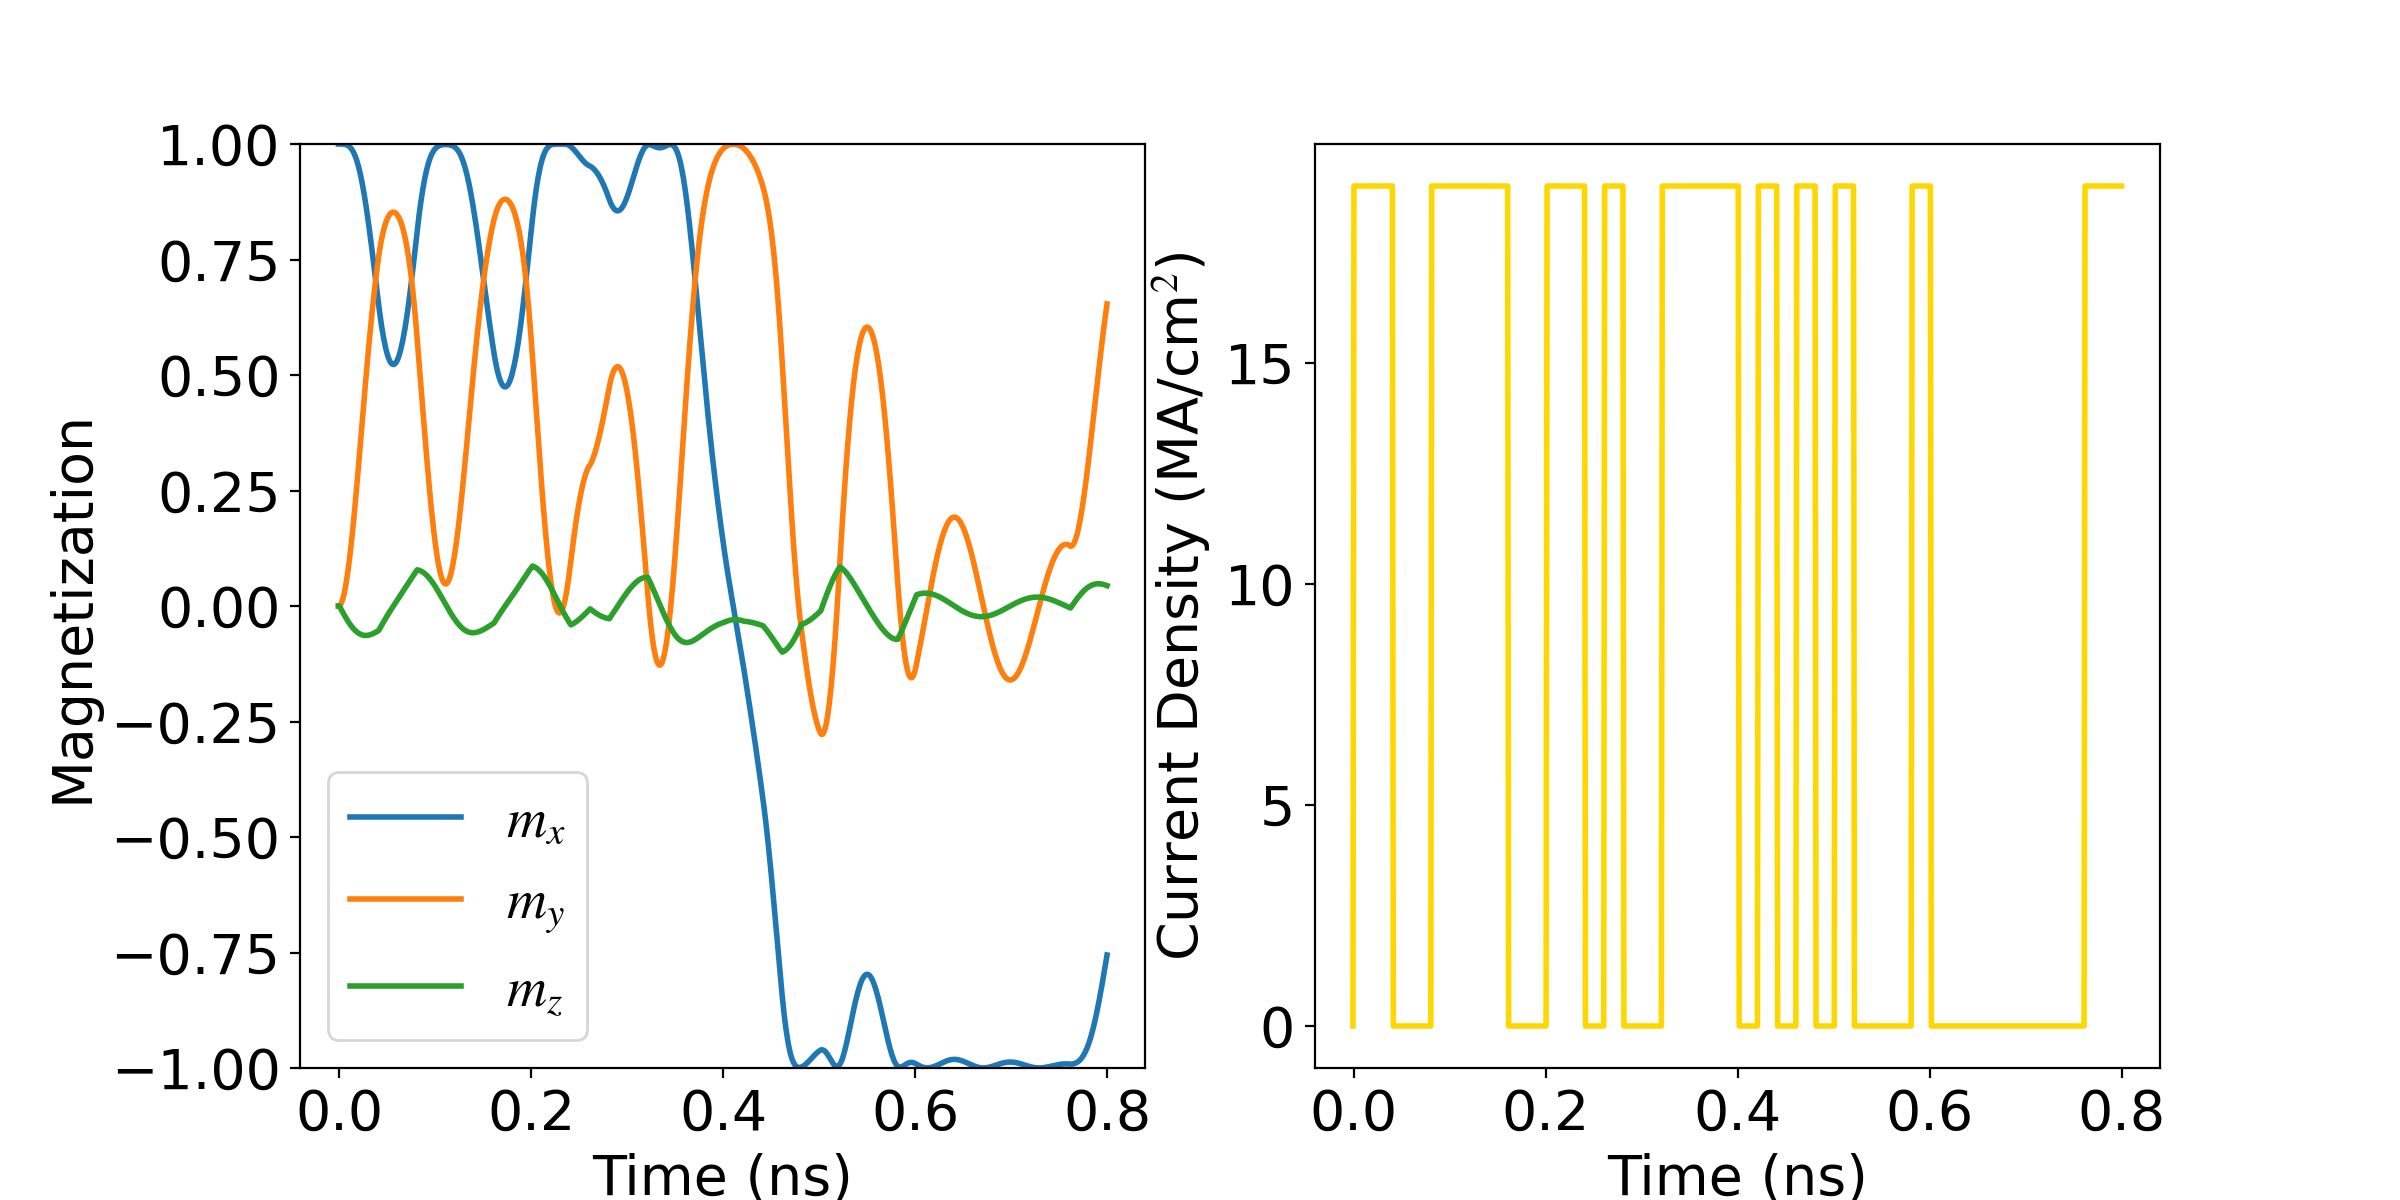 Magnetization
1.00
0.75
0.50
0.25
0.00
−0.25
−0.50
−0.75
−1.00
m_x
m_y
m_z
0.0 0.2 0.4 0.6 0.8
Time (ns)
Current Density (MA/cm²)
15
10
5
0
0.0 0.2 0.4 0.6 0.8
Time (ns)